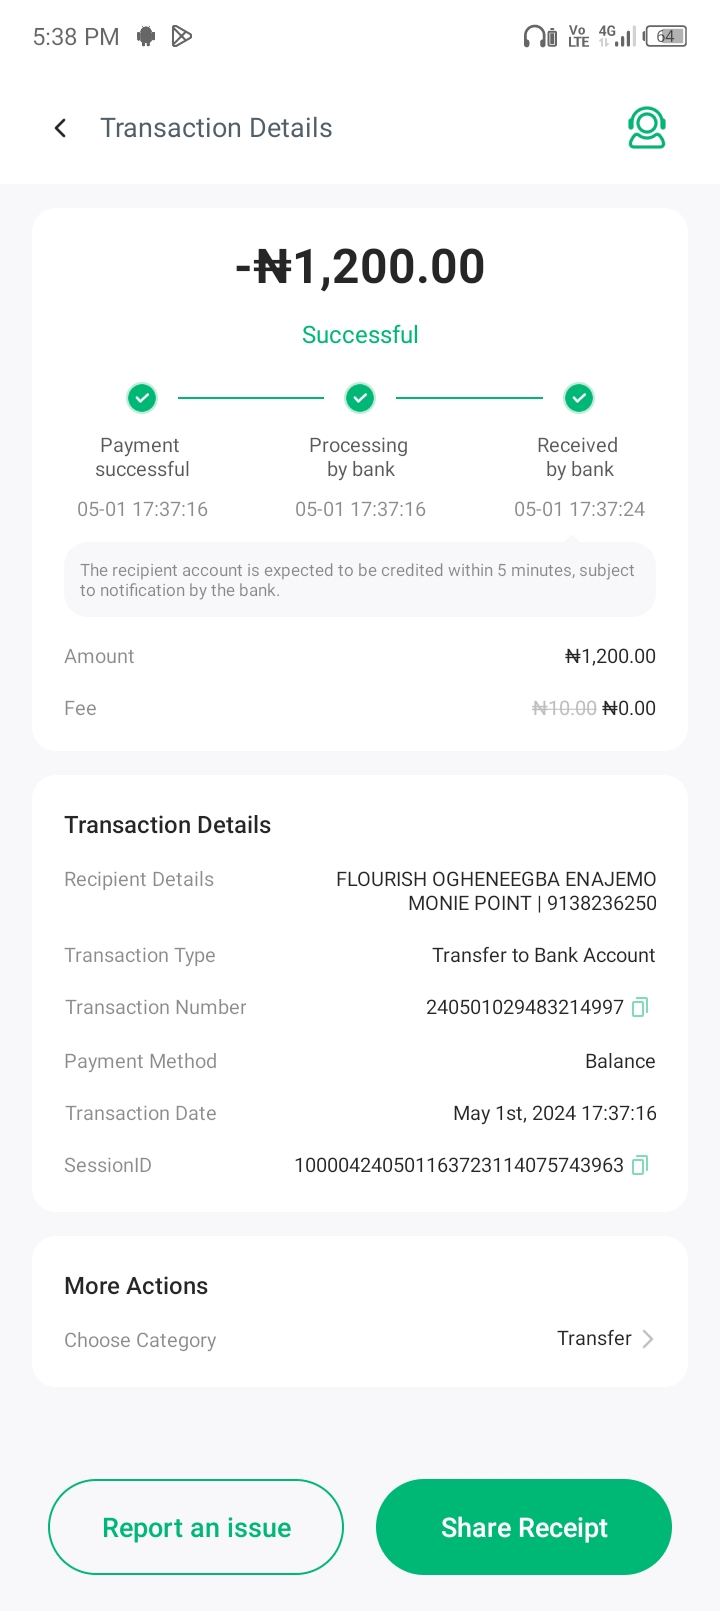 5:38 PM Vo LTE 4G 64
Transaction Details
-₦1,200.00
Successful
Payment successful
Processing by bank
Received by bank
05-01 17:37:16 05-01 17:37:16 05-01 17:37:24
The recipient account is expected to be credited within 5 minutes, subject
to notification by the bank.
Amount ₦1,200.00
Fee ₦10.00 ₦0.00
Transaction Details
Recipient Details FLOURISH OGHENEEGBA ENAJEMO
MONIE POINT | 9138236250
Transaction Type Transfer to Bank Account
Transaction Number 240501029483214997
Payment Method Balance
Transaction Date May 1st, 2024 17:37:16
SessionID 100004240501163723114075743963
More Actions
Choose Category Transfer
Report an issue Share Receipt